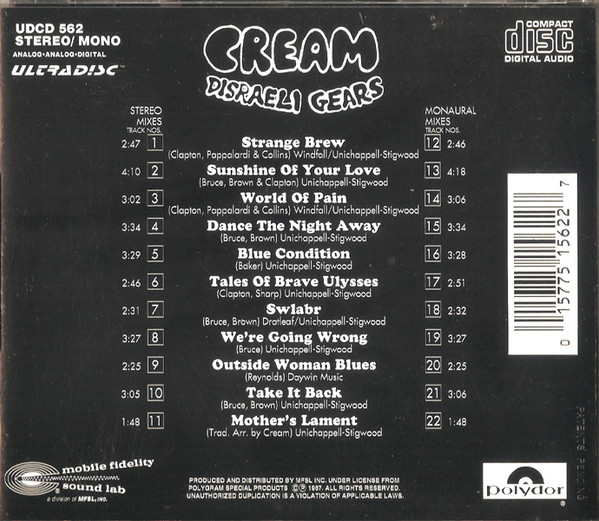 UDCD 562
STEREO/MONO
ANALOG•ANALOG•DIGITAL
ULTRADISC™
CREAM
DISRAELI GEARS
COMPACT
disc
DIGITAL AUDIO
STEREO
MIXES
TRACK NOS.
MONAURAL
MIXES
TRACK NOS.
2:47 1 Strange Brew 12 2:46
(Clapton, Pappalardi & Collins) Windfall/Unichappell-Stigwood
4:10 2 Sunshine Of Your Love 13 4:18
(Bruce, Brown & Clapton) Unichappell-Stigwood
3:02 3 World Of Pain 14 3:06
(Clapton, Pappalardi & Collins) Windfall/Unichappell-Stigwood
3:34 4 Dance The Night Away 15 3:34
(Bruce, Brown) Unichappell-Stigwood
3:29 5 Blue Condition 16 3:28
(Baker) Unichappell-Stigwood
2:46 6 Tales Of Brave Ulysses 17 2:51
(Clapton, Sharp) Unichappell-Stigwood
2:31 7 Swlabr 18 2:32
(Bruce, Brown) Dratleaf/Unichappell-Stigwood
3:27 8 We're Going Wrong 19 3:27
(Bruce) Unichappell-Stigwood
2:25 9 Outside Woman Blues 20 2:25
(Reynolds) Daywin Music
3:05 10 Take It Back 21 3:06
(Bruce, Brown) Unichappell-Stigwood
1:48 11 Mother's Lament 22 1:48
(Trad. Arr. by Cream) Unichappell-Stigwood
0 15775 15622 7
mobile fidelity
sound lab
a division of MFSL, INC.
PRODUCED AND DISTRIBUTED BY MFSL INC. UNDER LICENSE FROM
POLYGRAM SPECIAL PRODUCTS ©℗ 1967. ALL RIGHTS RESERVED.
UNAUTHORIZED DUPLICATION IS A VIOLATION OF APPLICABLE LAWS.
polydor
PATENTS PENDING